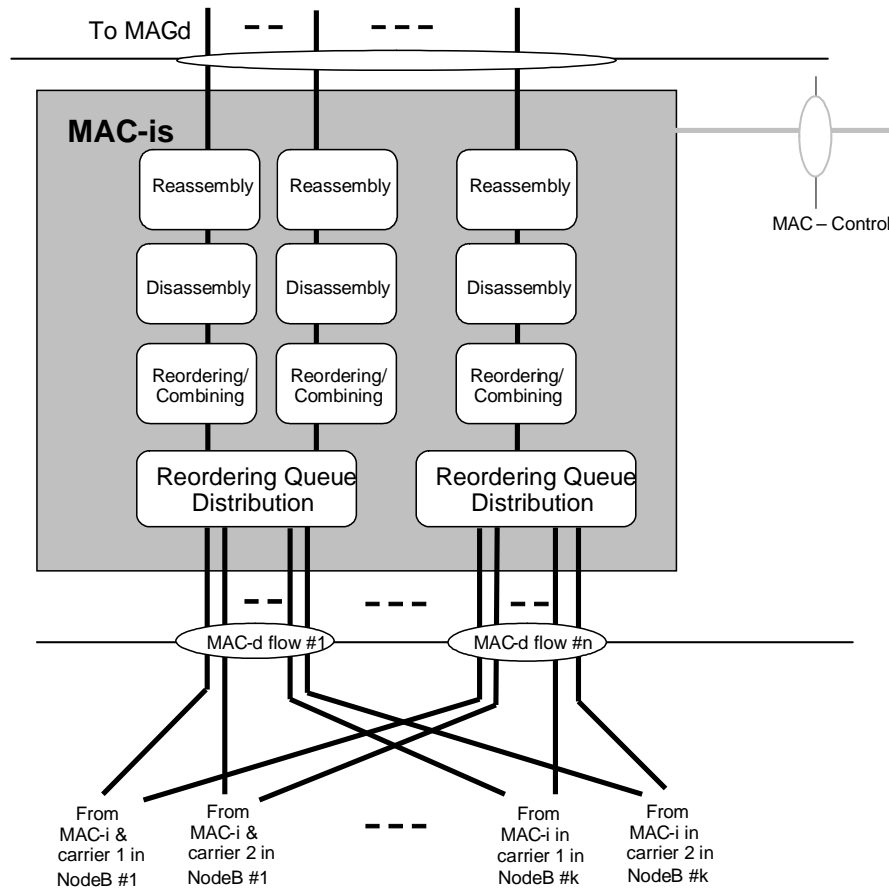 To MAGd
MAC-is
Reassembly
Reassembly
Reassembly
MAC – Control
Disassembly
Disassembly
Disassembly
Reordering/
Combining
Reordering/
Combining
Reordering/
Combining
Reordering Queue
Distribution
Reordering Queue
Distribution
MAC-d flow #1
MAC-d flow #n
From
MAC-i &
carrier 1 in
NodeB #1
From
MAC-i &
carrier 2 in
NodeB #1
From
MAC-i in
carrier 1 in
NodeB #k
From
MAC-i in
carrier 2 in
NodeB #k